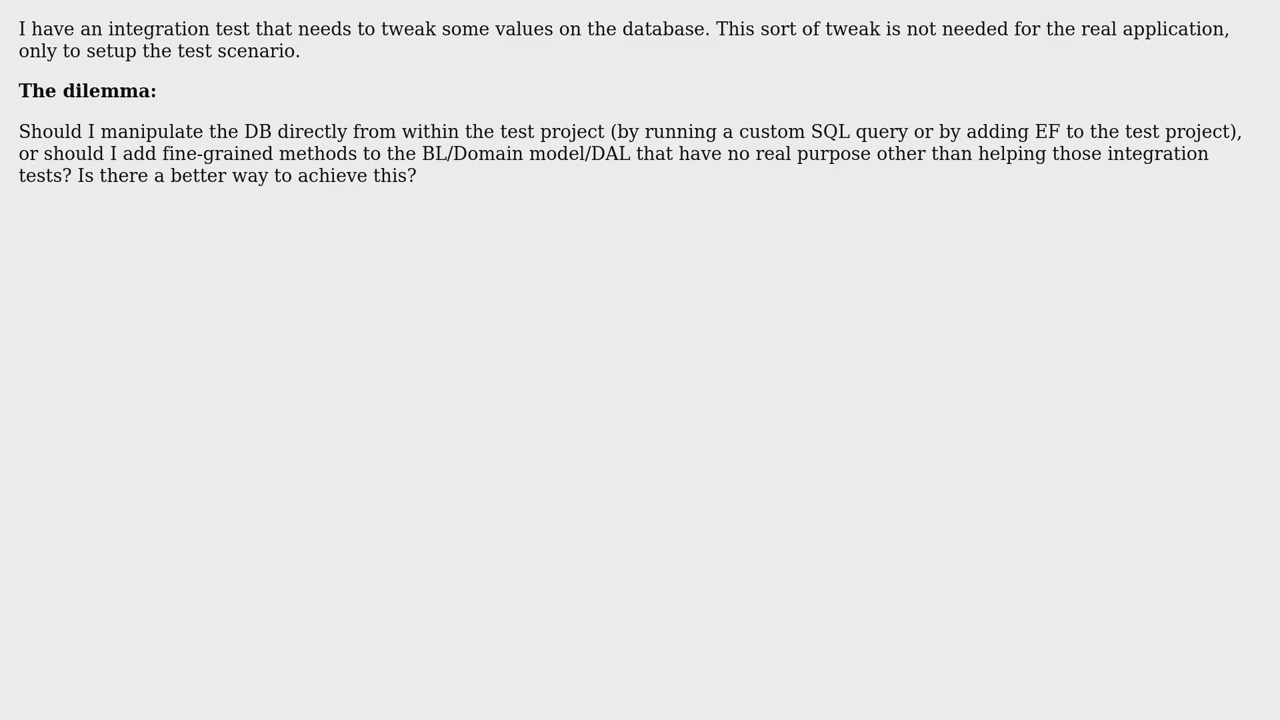 I have an integration test that needs to tweak some values on the database. This sort of tweak is not needed for the real application,
only to setup the test scenario.
The dilemma:
Should I manipulate the DB directly from within the test project (by running a custom SQL query or by adding EF to the test project),
or should I add fine-grained methods to the BL/Domain model/DAL that have no real purpose other than helping those integration
tests? Is there a better way to achieve this?